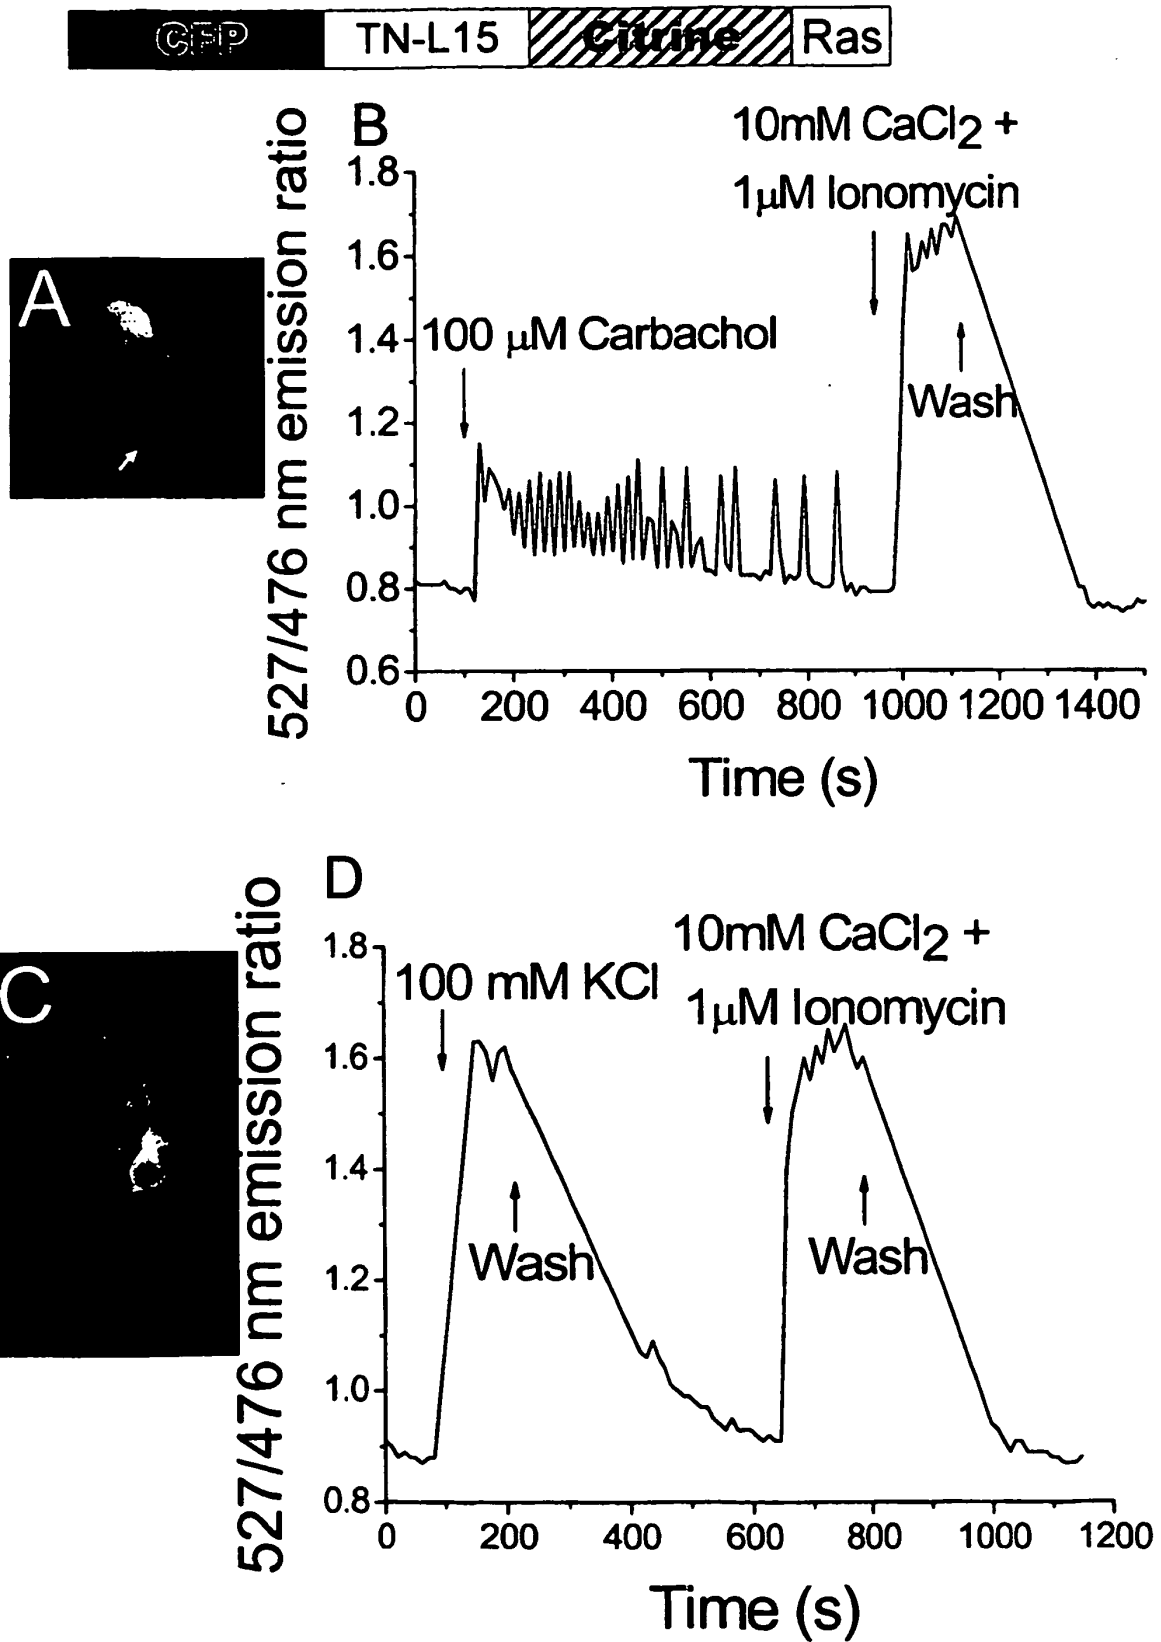 CFP TN-L15 Citrine Ras
A
527/476 nm emission ratio
B
10mM CaCl2 +
1μM Ionomycin
100 μM Carbachol
Wash
1.8
1.6
1.4
1.2
1.0
0.8
0.6
0 200 400 600 800 1000 1200 1400
Time (s)
C
527/476 nm emission ratio
D
10mM CaCl2 +
1μM Ionomycin
100 mM KCl
Wash
Wash
1.8
1.6
1.4
1.2
1.0
0.8
0 200 400 600 800 1000 1200
Time (s)